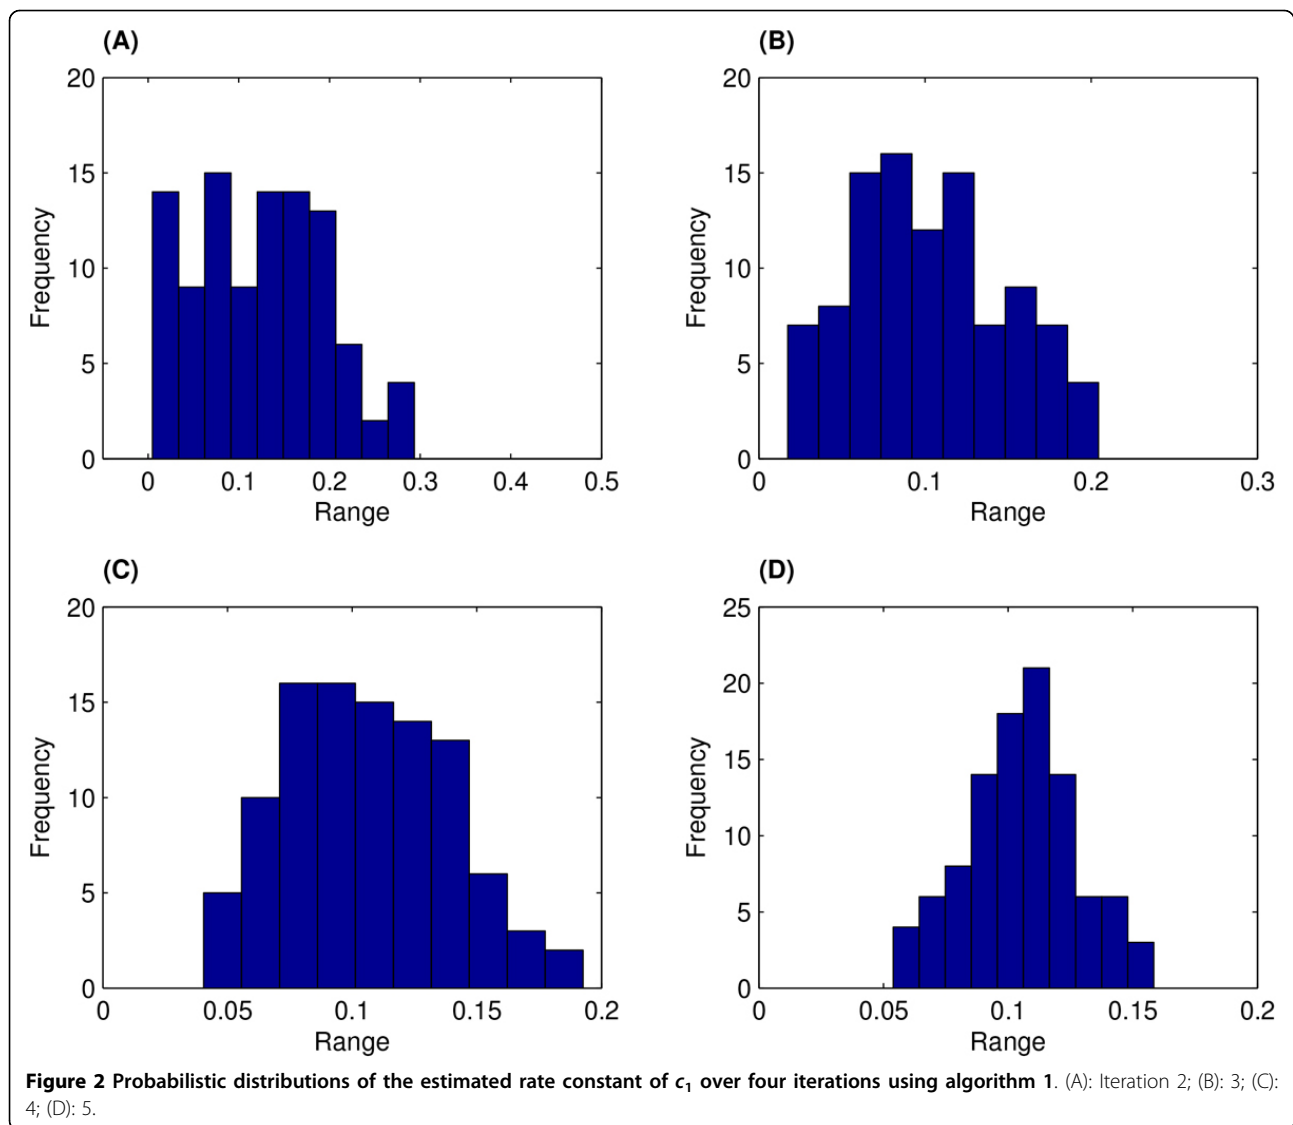 (A)
20
15
10
5
0
Frequency
0 0.1 0.2 0.3 0.4 0.5
Range
(B)
20
15
10
5
0
Frequency
0 0.1 0.2 0.3
Range
(C)
20
15
10
5
0
Frequency
0 0.05 0.1 0.15 0.2
Range
(D)
25
20
15
10
5
0
Frequency
0 0.05 0.1 0.15 0.2
Range
Figure 2 Probabilistic distributions of the estimated rate constant of c₁ over four iterations using algorithm 1. (A): Iteration 2; (B): 3; (C):
4; (D): 5.